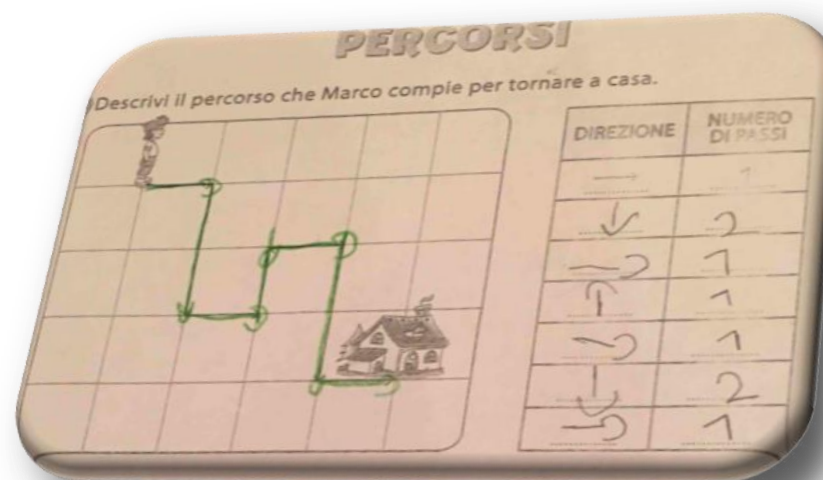 PERCORSI
Descrivi il percorso che Marco compie per tornare a casa.
DIREZIONE NUMERO DI PASSI
→ 1
↓ 2
→ 1
↑ 1
→ 1
↓ 2
→ 1